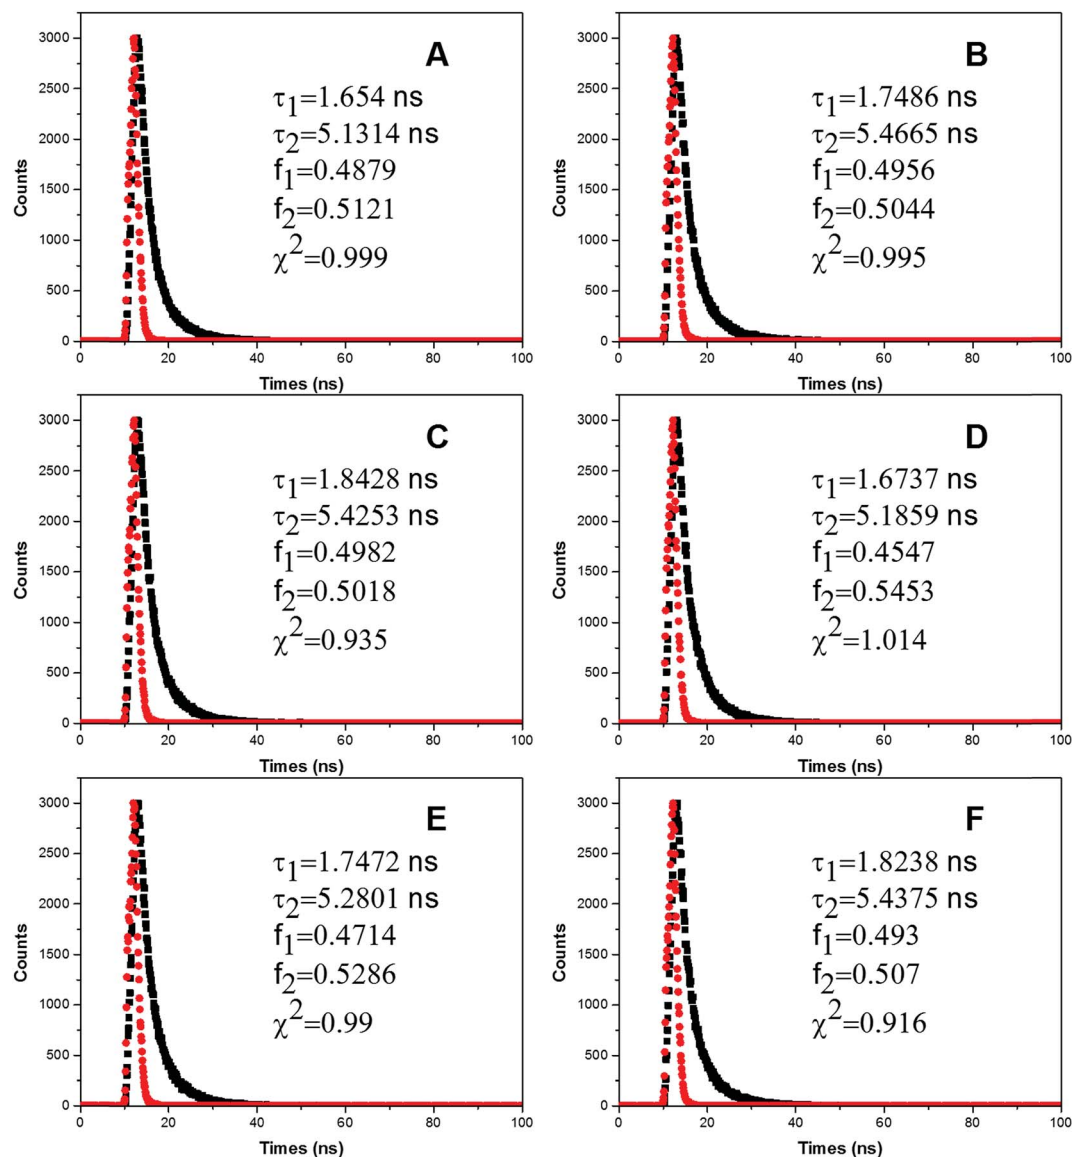 A
τ1=1.654 ns
τ2=5.1314 ns
f1=0.4879
f2=0.5121
χ2=0.999
Counts
3000
2500
2000
1500
1000
500
0
0 20 40 60 80 100
Times (ns)
B
τ1=1.7486 ns
τ2=5.4665 ns
f1=0.4956
f2=0.5044
χ2=0.995
Counts
3000
2500
2000
1500
1000
500
0
0 20 40 60 80 100
Times (ns)
C
τ1=1.8428 ns
τ2=5.4253 ns
f1=0.4982
f2=0.5018
χ2=0.935
Counts
3000
2500
2000
1500
1000
500
0
0 20 40 60 80 100
Times (ns)
D
τ1=1.6737 ns
τ2=5.1859 ns
f1=0.4547
f2=0.5453
χ2=1.014
Counts
3000
2500
2000
1500
1000
500
0
0 20 40 60 80 100
Times (ns)
E
τ1=1.7472 ns
τ2=5.2801 ns
f1=0.4714
f2=0.5286
χ2=0.99
Counts
3000
2500
2000
1500
1000
500
0
0 20 40 60 80 100
Times (ns)
F
τ1=1.8238 ns
τ2=5.4375 ns
f1=0.493
f2=0.507
χ2=0.916
Counts
3000
2500
2000
1500
1000
500
0
0 20 40 60 80 100
Times (ns)